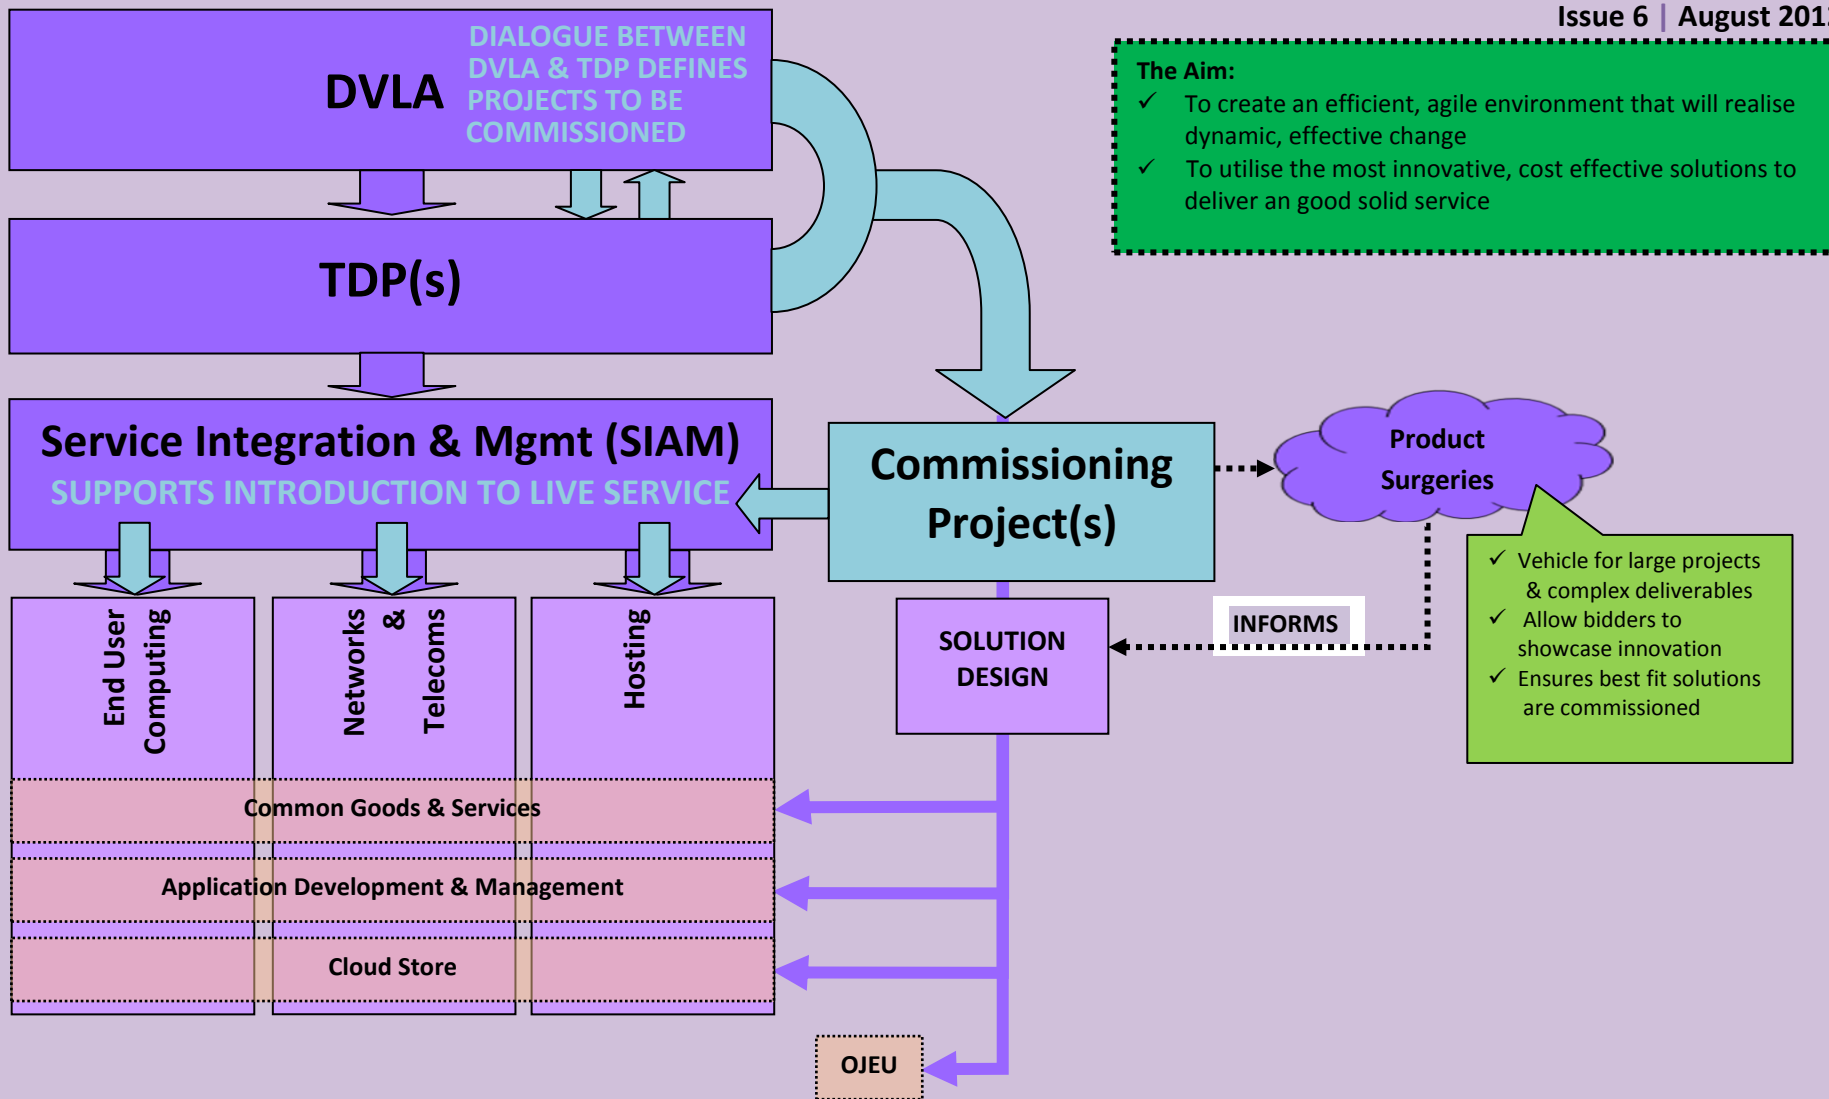 Issue 6 | August 201
DVLA
DIALOGUE BETWEEN
DVLA & TDP DEFINES
PROJECTS TO BE
COMMISSIONED
The Aim:
✓ To create an efficient, agile environment that will realise
dynamic, effective change
✓ To utilise the most innovative, cost effective solutions to
deliver an good solid service
TDP(s)
Service Integration & Mgmt (SIAM)
SUPPORTS INTRODUCTION TO LIVE SERVICE
Commissioning
Project(s)
Product
Surgeries
✓ Vehicle for large projects
& complex deliverables
✓ Allow bidders to
showcase innovation
✓ Ensures best fit solutions
are commissioned
INFORMS
SOLUTION
DESIGN
End User
Computing
Networks
&
Telecoms
Hosting
Common Goods & Services
Application Development & Management
Cloud Store
OJEU